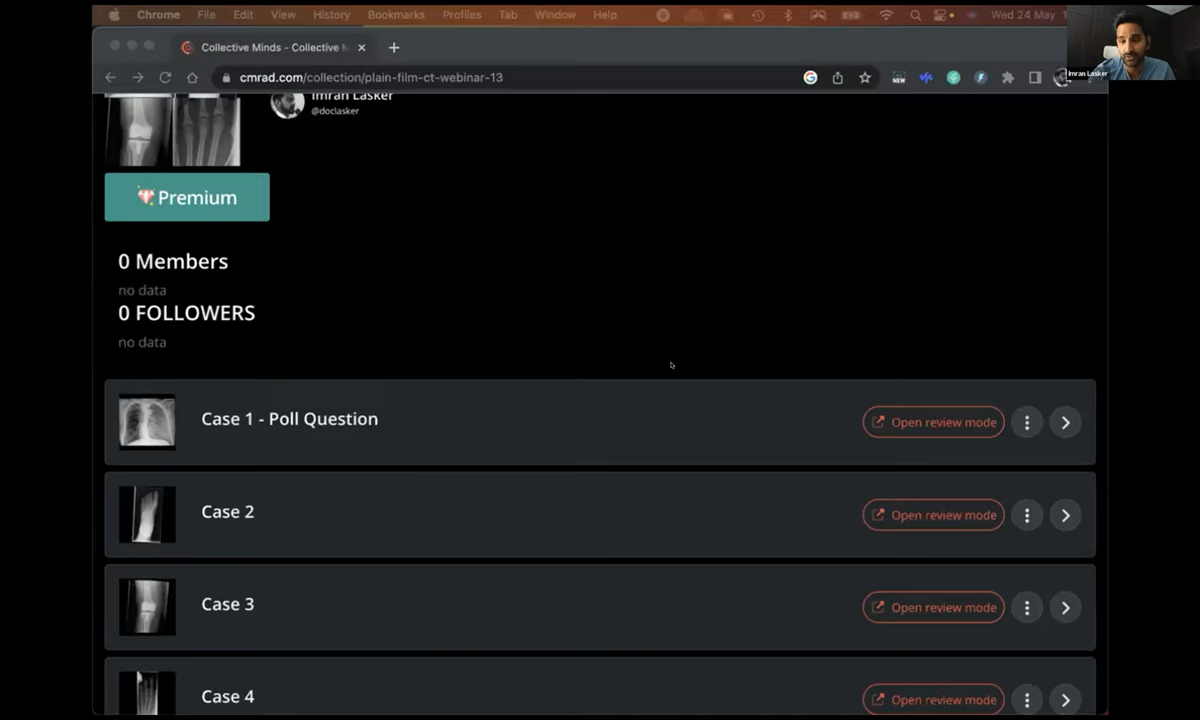 Chrome File Edit View History Bookmarks Profiles Tab Window Help Wed 24 May
Collective Minds - Collective
cmrad.com/collection/plain-film-ct-webinar-13
NEW
Imran Lasker
Imran Lasker
@doclasker
Premium
0 Members
no data
0 FOLLOWERS
no data
Case 1 - Poll Question
Open review mode
Case 2
Open review mode
Case 3
Open review mode
Case 4
Open review mode